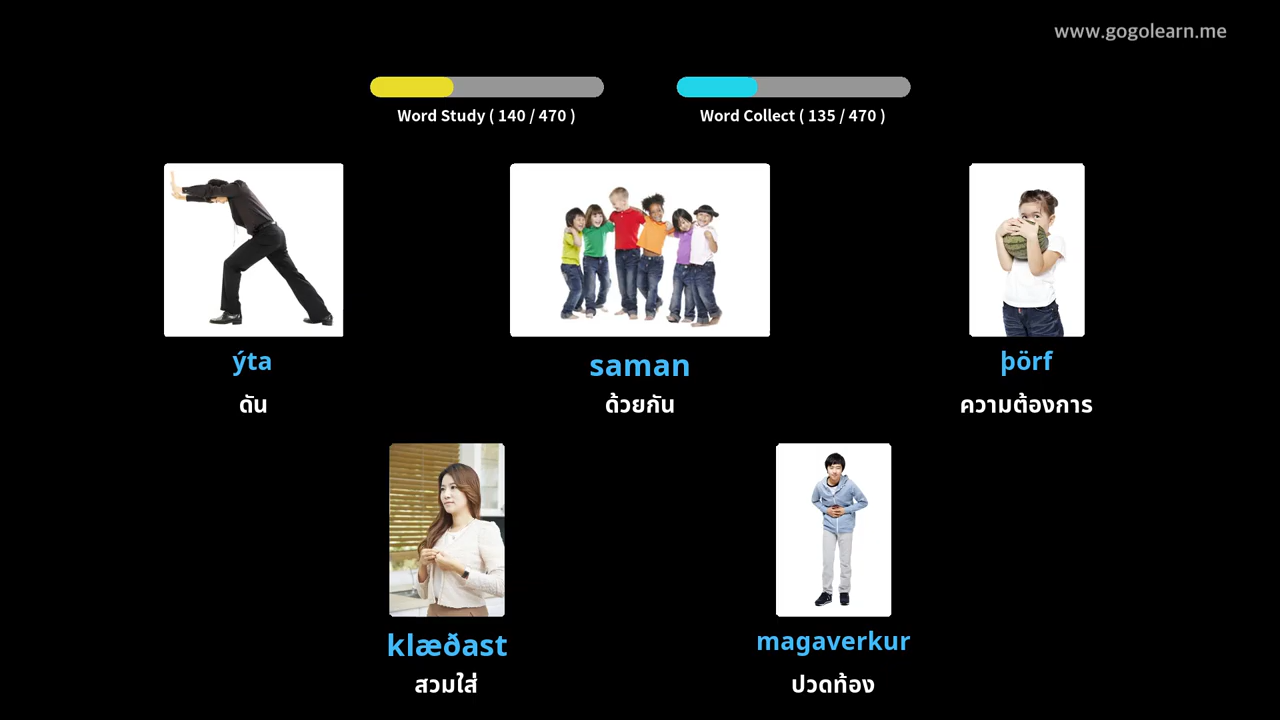 www.gogolearn.me
Word Study ( 140 / 470 )
Word Collect ( 135 / 470 )
ýta
saman
þörf
ดัน
ด้วยกัน
ความต้องการ
klæðast
magaverkur
สวมใส่
ปวดท้อง